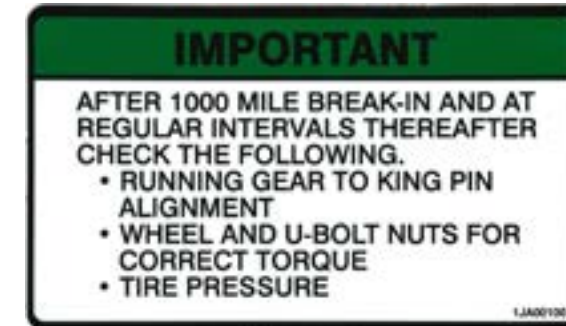 IMPORTANT
AFTER 1000 MILE BREAK-IN AND AT
REGULAR INTERVALS THEREAFTER
CHECK THE FOLLOWING.
• RUNNING GEAR TO KING PIN
ALIGNMENT
• WHEEL AND U-BOLT NUTS FOR
CORRECT TORQUE
• TIRE PRESSURE